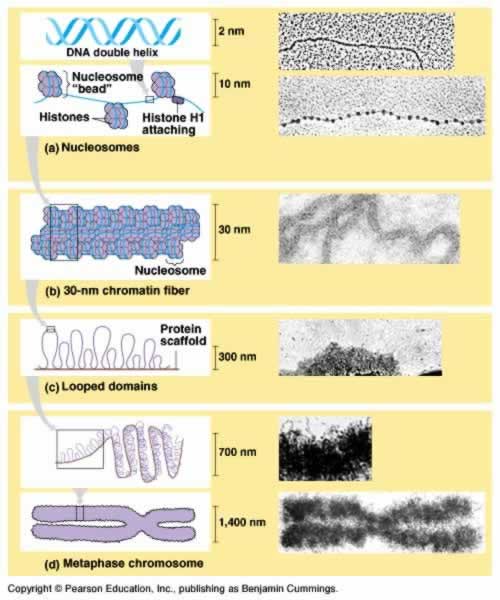 2 nm
DNA double helix
Nucleosome
“bead”
10 nm
Histones
Histone H1
attaching
(a) Nucleosomes
30 nm
Nucleosome
(b) 30-nm chromatin fiber
Protein
scaffold
300 nm
(c) Looped domains
700 nm
1,400 nm
(d) Metaphase chromosome
Copyright © Pearson Education, Inc., publishing as Benjamin Cummings.